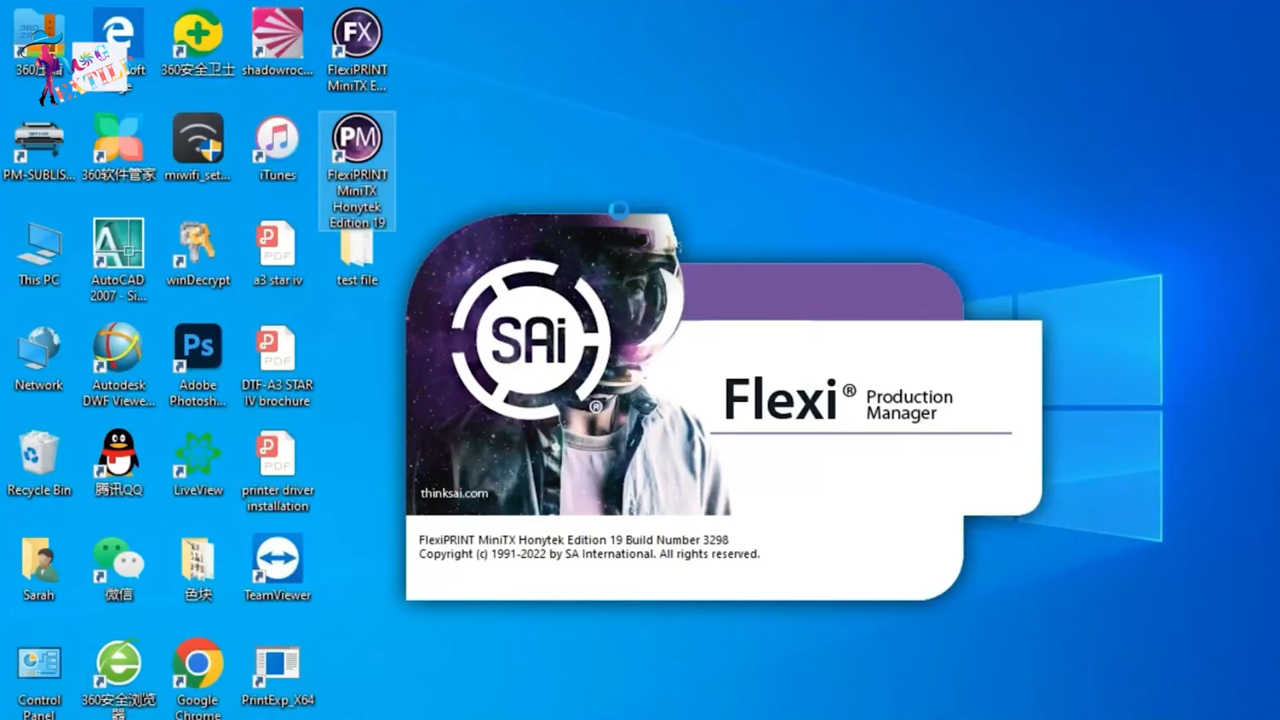 360压缩
360安全卫士
shadowroc...
FX
FlexiPRINT
MiniTX E...
PM-SUBLIS...
360软件管家
miwifi_set...
iTunes
PM
FlexiPRINT
MiniTX
Honytek
Edition 19
This PC
AutoCAD
2007 - Si...
winDecrypt
PDF
a3 star iv
test file
Network
Autodesk
DWF Viewe...
Ps
Adobe
Photosh...
PDF
DTF-A3 STAR
IV brochure
Recycle Bin
腾讯QQ
LiveView
PDF
printer driver
installation
Sarah
微信
色块
TeamViewer
Control
Panel
360安全浏览
器
Google
Chrome
PrintExp_X64
SAi
®
thinksai.com
Flexi® Production
Manager
FlexiPRINT MiniTX Honytek Edition 19 Build Number 3298
Copyright (c) 1991-2022 by SA International. All rights reserved.